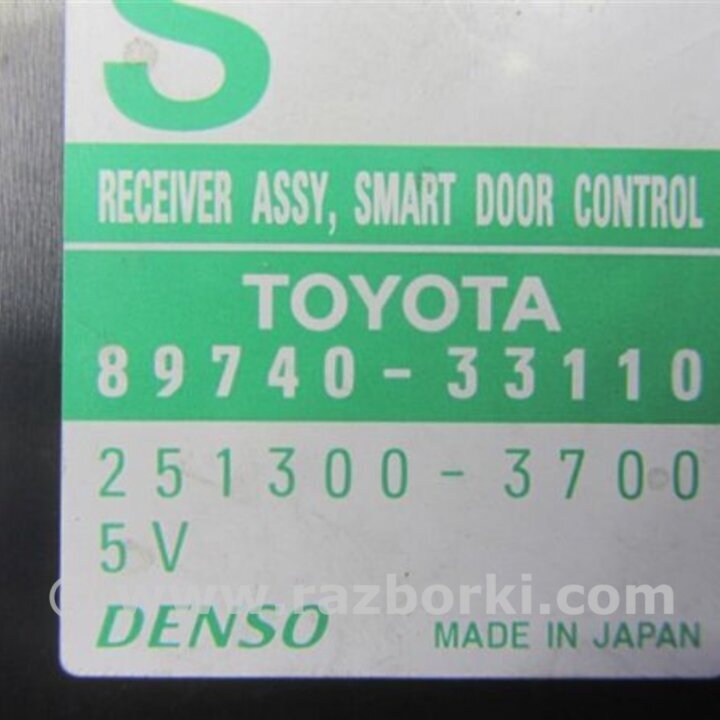 S
RECEIVER ASSY, SMART DOOR CONTROL
TOYOTA
89740-33110
251300-3700
5V
www.razborki.com
DENSO MADE IN JAPAN